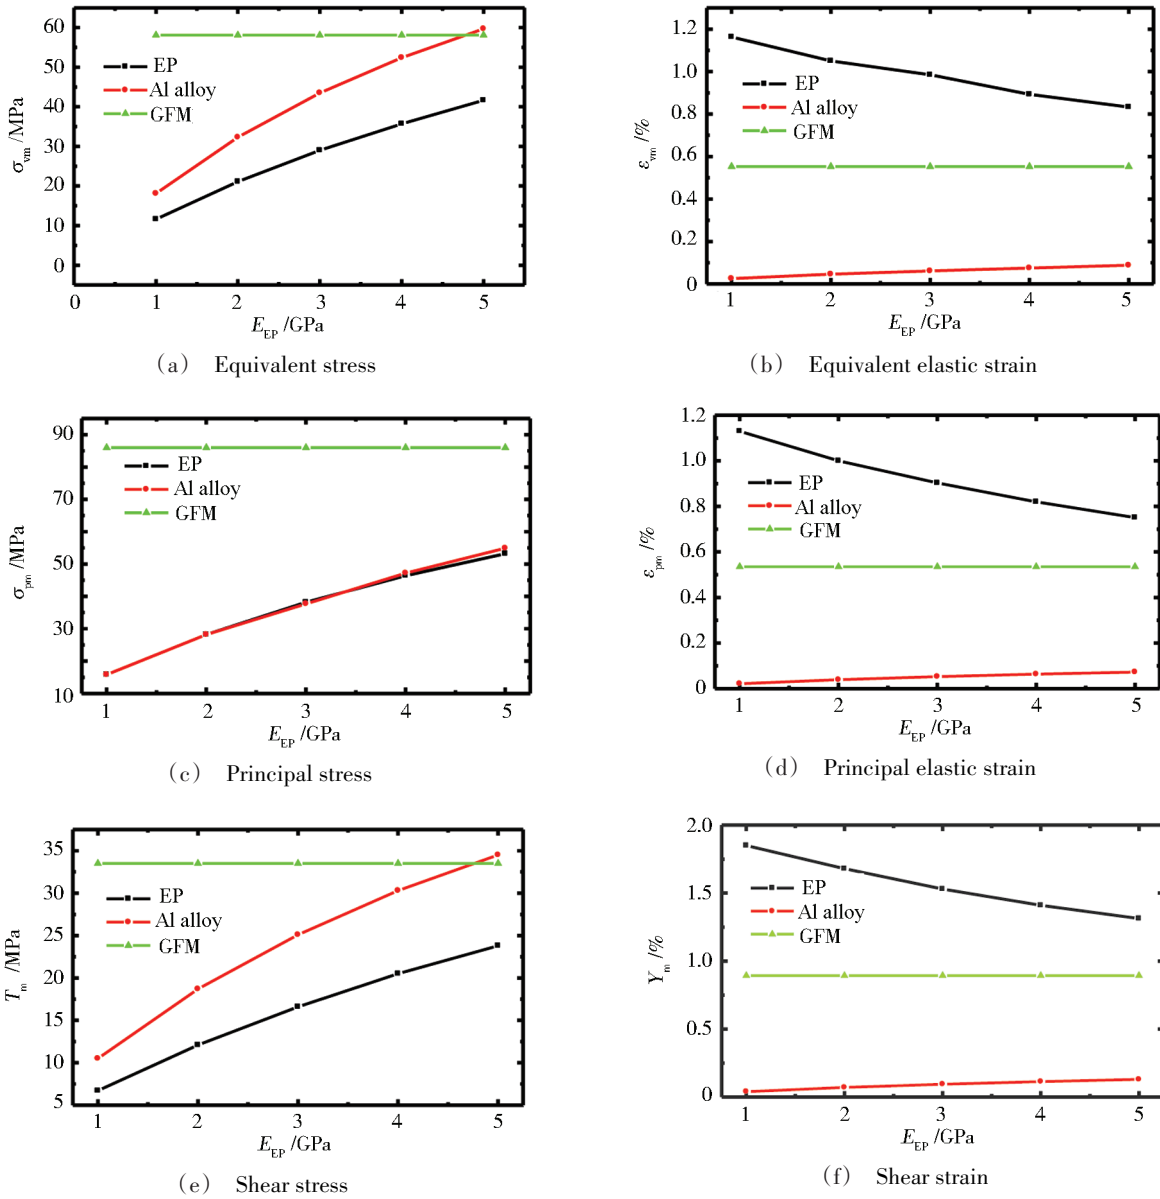 60
50
40
30
20
10
0
σvm /MPa
EP
Al alloy
GFM
0 1 2 3 4 5
EEP /GPa
(a) Equivalent stress
1.2
1.0
0.8
0.6
0.4
0.2
0
εvm /%
EP
Al alloy
GFM
1 2 3 4 5
EEP /GPa
(b) Equivalent elastic strain
90
70
50
30
10
σpm /MPa
EP
Al alloy
GFM
1 2 3 4 5
EEP /GPa
(c) Principal stress
1.2
1.0
0.8
0.6
0.4
0.2
0
εpm /%
EP
Al alloy
GFM
1 2 3 4 5
EEP /GPa
(d) Principal elastic strain
35
30
25
20
15
10
5
Tm /MPa
EP
Al alloy
GFM
1 2 3 4 5
EEP /GPa
(e) Shear stress
2.0
1.5
1.0
0.5
0
Ym /%
EP
Al alloy
GFM
1 2 3 4 5
EEP /GPa
(f) Shear strain